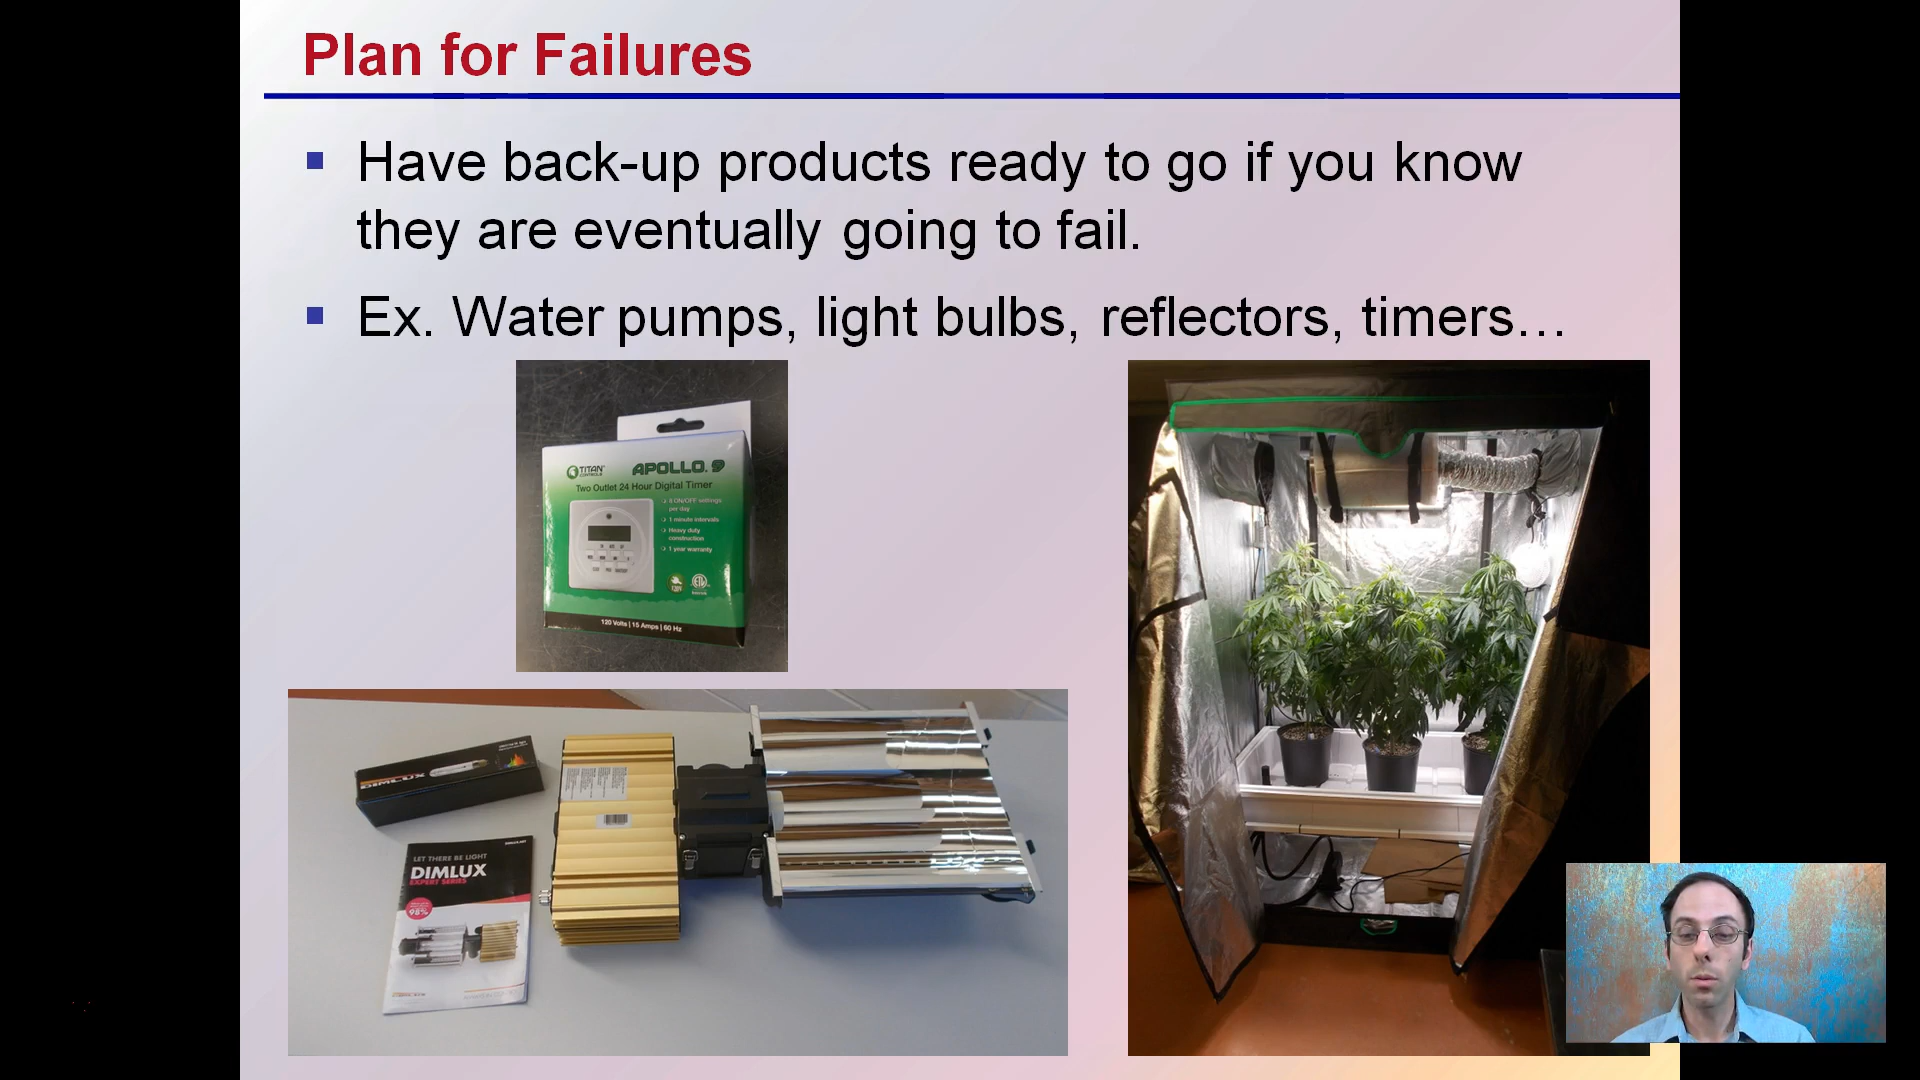 Plan for Failures
Have back-up products ready to go if you know
they are eventually going to fail.
Ex. Water pumps, light bulbs, reflectors, timers…
TITAN
CONTROLS
APOLLO 9
Two Outlet 24 Hour Digital Timer
8 ON/OFF settings
per day
1 minute intervals
Heavy duty
construction
1 year warranty
120 Volts | 15 Amps | 60 Hz
DIMLUX
LET THERE BE LIGHT
DIMLUX
EXPERT SERIES
98%